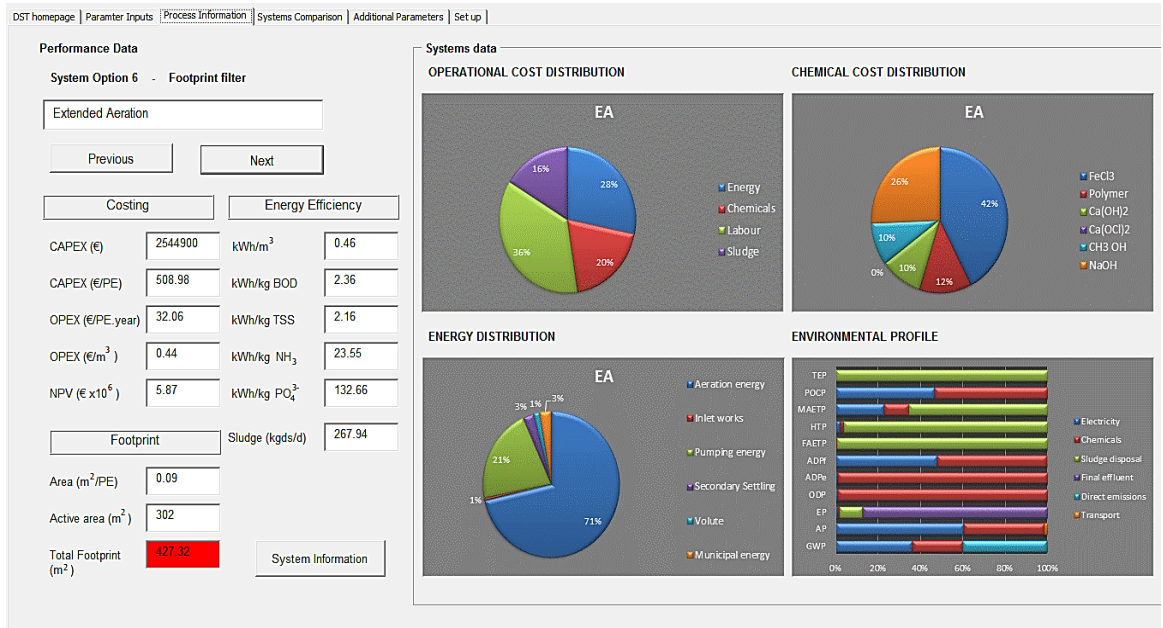 DST homepage Paramter Inputs Process Information Systems Comparison Additional Parameters Set up
Performance Data
System Option 6 - Footprint filter
Extended Aeration
Previous Next
Costing Energy Efficiency
CAPEX (€) 2544900 kWh/m³ 0.46
CAPEX (€/PE) 508.98 kWh/kg BOD 2.36
OPEX (€/PE.year) 32.06 kWh/kg TSS 2.16
OPEX (€/m³ ) 0.44 kWh/kg NH₃ 23.55
NPV (€ x10⁶ ) 5.87 kWh/kg PO₄³⁻ 132.66
Footprint Sludge (kgds/d) 267.94
Area (m²/PE) 0.09
Active area (m² ) 302
Total Footprint 427.32
(m² )
System Information
Systems data
OPERATIONAL COST DISTRIBUTION
EA
16%
28%
36%
20%
Energy
Chemicals
Labour
Sludge
CHEMICAL COST DISTRIBUTION
EA
26%
42%
10%
0%
10%
12%
FeCl3
Polymer
Ca(OH)2
Ca(OCl)2
CH3 OH
NaOH
ENERGY DISTRIBUTION
EA
3% 1% 3%
21%
1%
71%
Aeration energy
Inlet works
Pumping energy
Secondary Settling
Volute
Municipal energy
ENVIRONMENTAL PROFILE
TEP
POCP
MAETP
HTP
FAETP
ADPf
ADPe
ODP
EP
AP
GWP
0% 20% 40% 60% 80% 100%
Electricity
Chemicals
Sludge disposal
Final effluent
Direct emissions
Transport